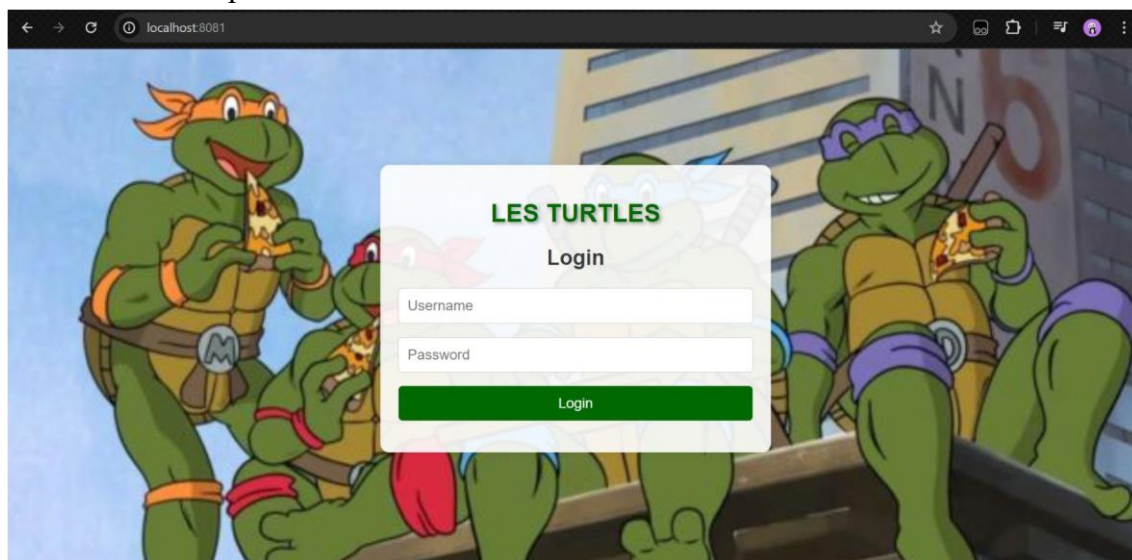 localhost:8081
N
LES TURTLES
Login
Username
M
Password
D
Login